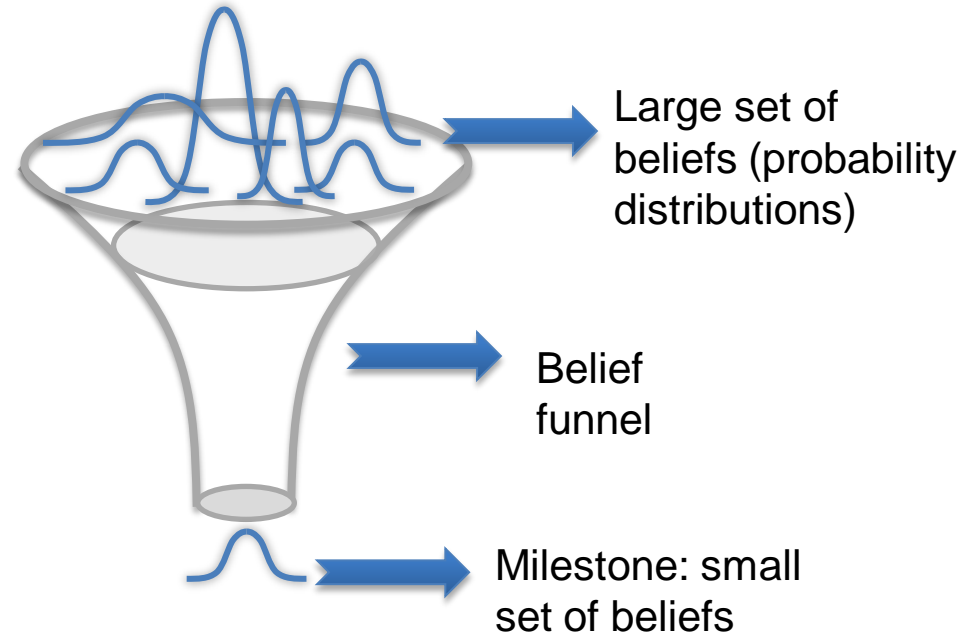 Large set of
beliefs (probability
distributions)
Belief
funnel
Milestone: small
set of beliefs